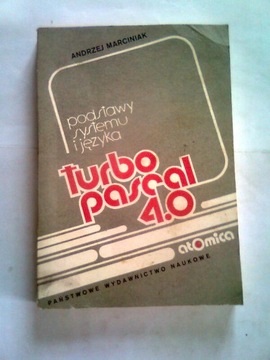 ANDRZEJ MARCINIAK
podstawy
systemu
i języka
turbo
pascal
4.0
atomica
PAŃSTWOWE WYDAWNICTWO NAUKOWE